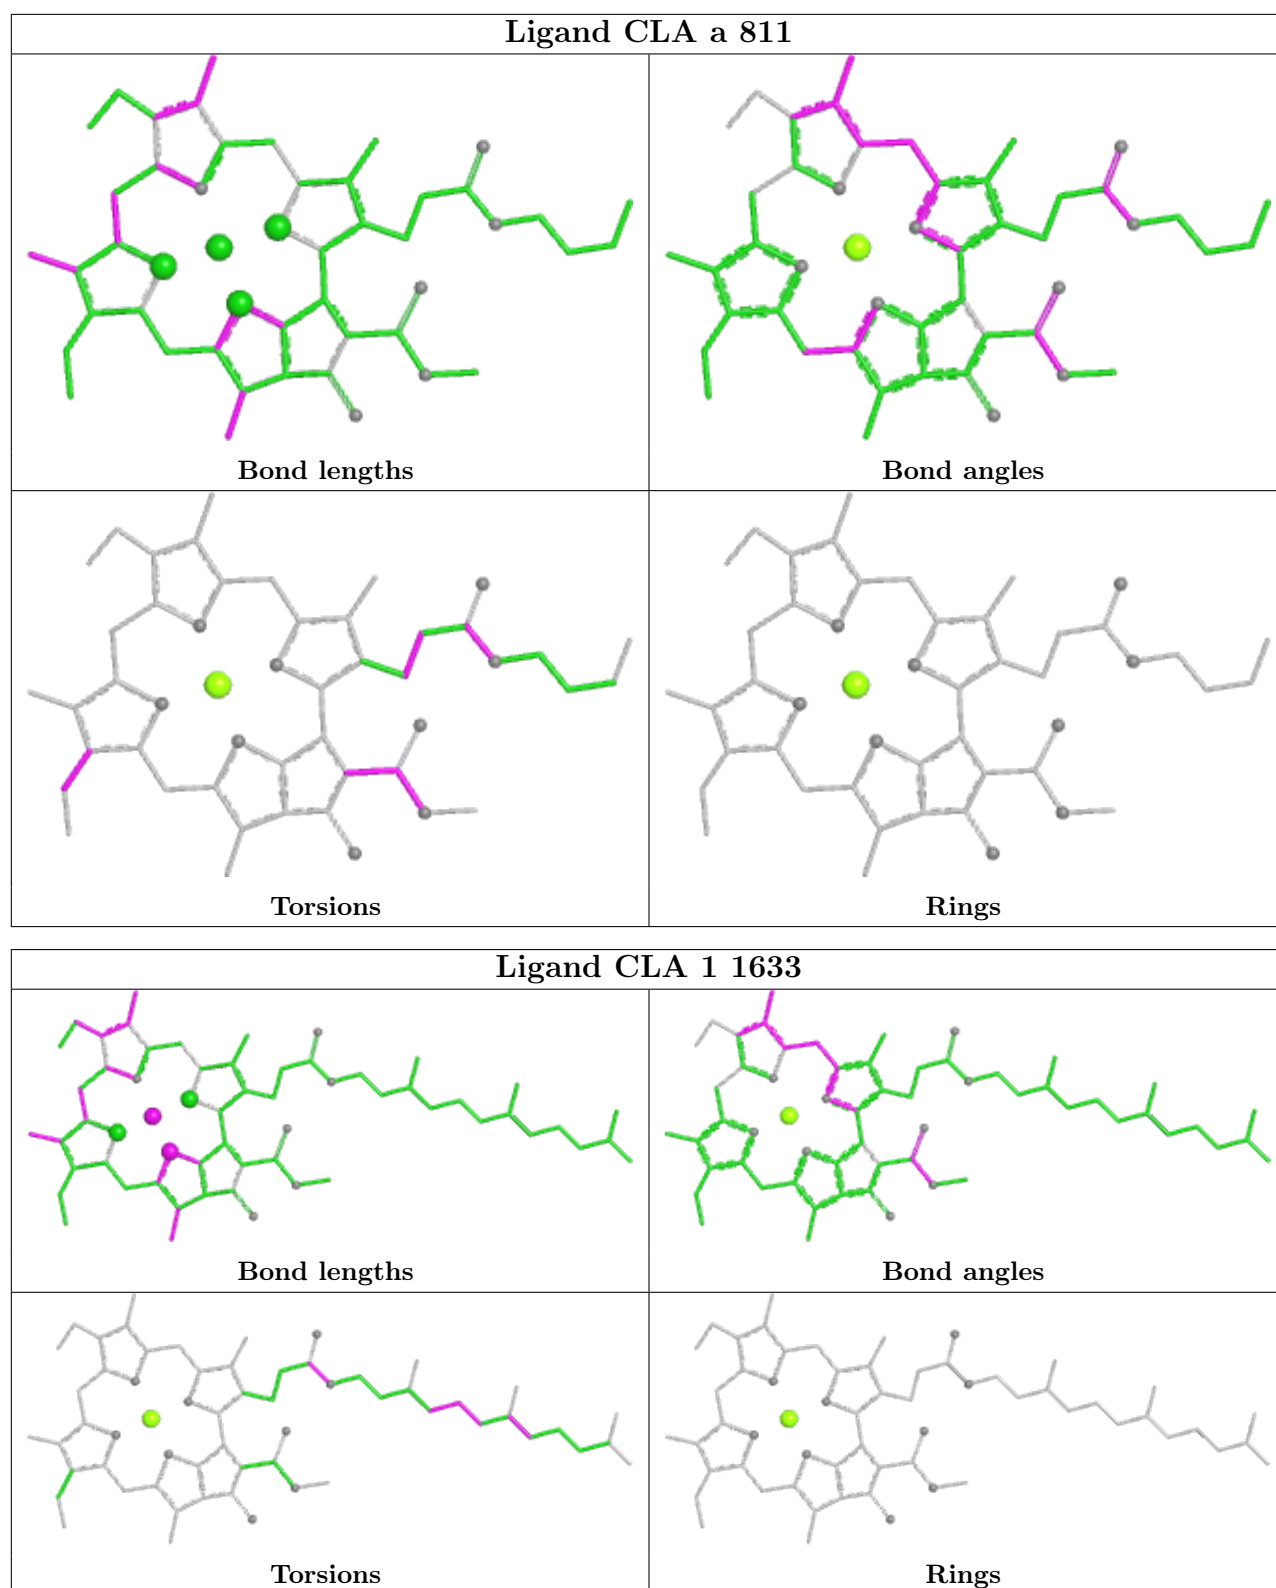 Ligand CLA a 811
Bond lengths
Bond angles
Torsions
Rings
Ligand CLA 1 1633
Bond lengths
Bond angles
Torsions
Rings